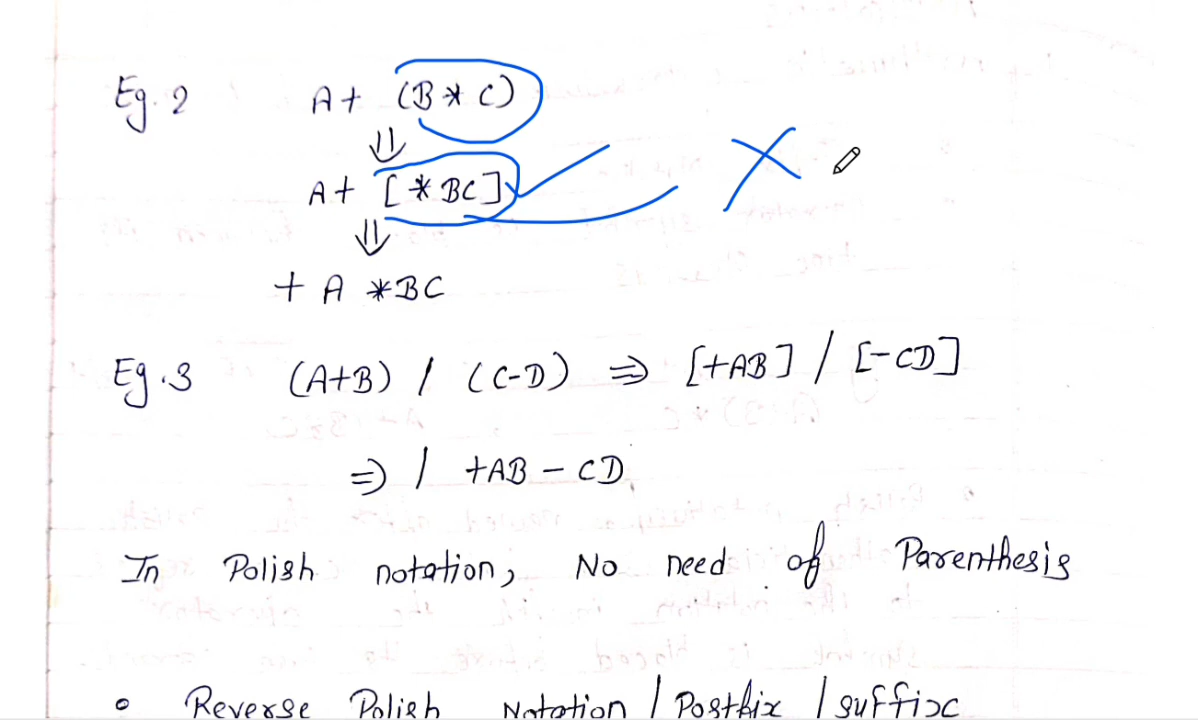 Eg. 2 A + (B * C)
⇓
A + [ * BC ]
⇓
+ A *BC
Eg. 3 (A+B) / (C-D) ⇒ [+AB] / [-CD]
⇒ / +AB - CD
In Polish notation, No need of Parenthesis
• Reverse Polish Notation / Postfix / suffix